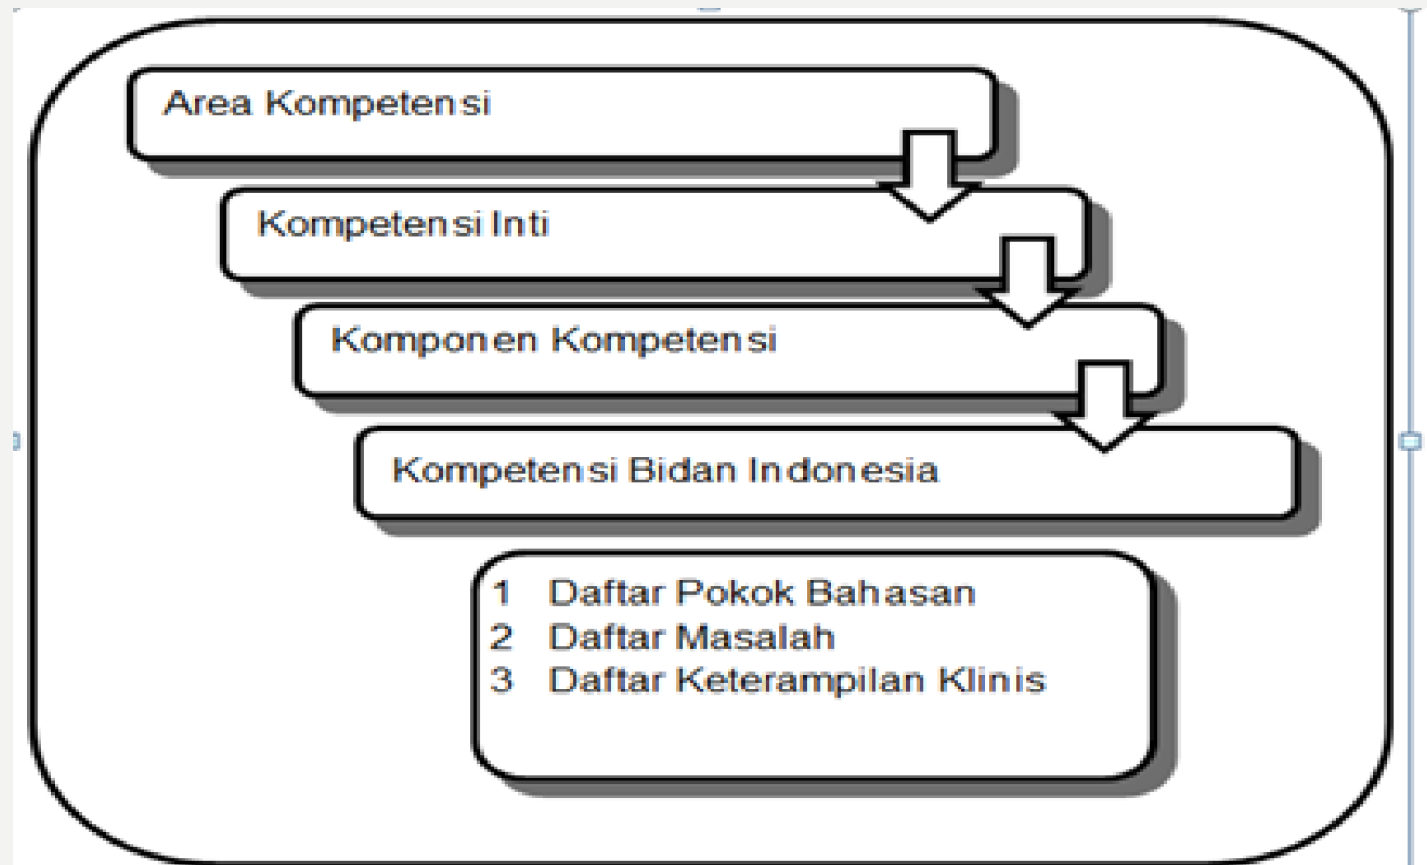 Area Kompetensi
Kompetensi Inti
Komponen Kompetensi
Kompetensi Bidan Indonesia
1 Daftar Pokok Bahasan
2 Daftar Masalah
3 Daftar Keterampilan Klinis